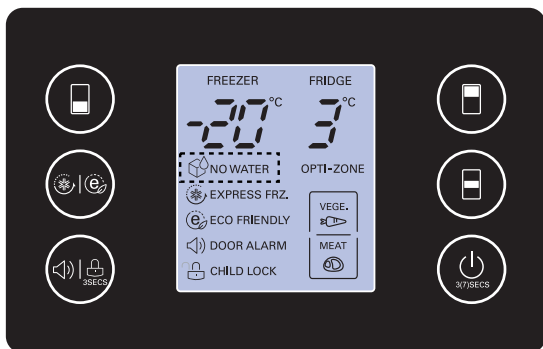 FREEZER FRIDGE
-20°C 3°C
NO WATER OPTI-ZONE
EXPRESS FRZ.
VEGE.
e ECO FRIENDLY
DOOR ALARM MEAT
CHILD LOCK
e
3SECS
3(7)SECS